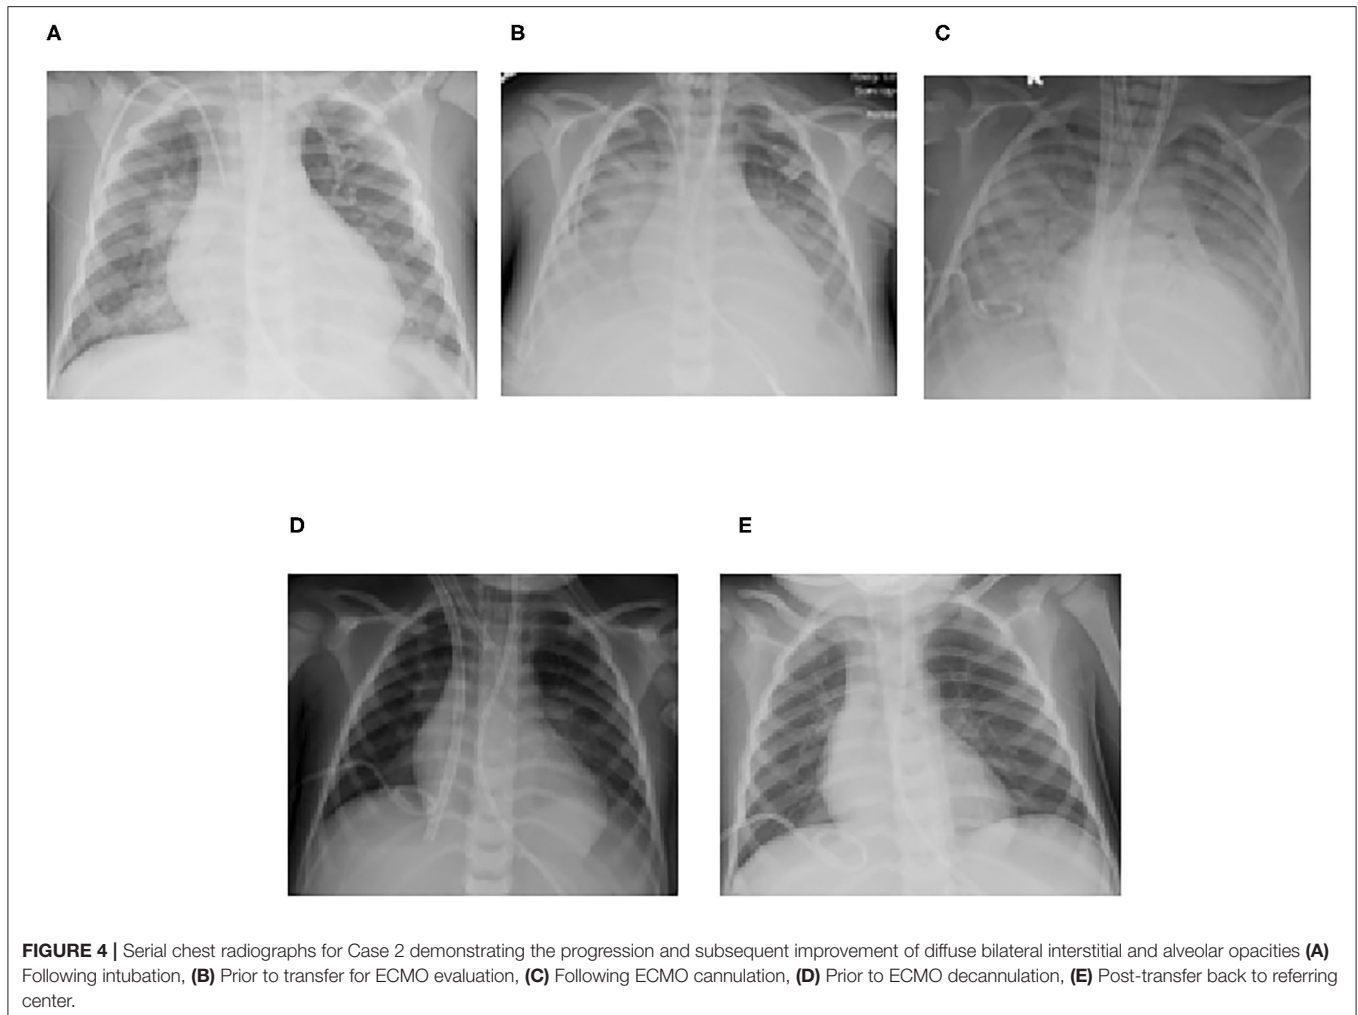 A
B
C
D
E
FIGURE 4 | Serial chest radiographs for Case 2 demonstrating the progression and subsequent improvement of diffuse bilateral interstitial and alveolar opacities (A)
Following intubation, (B) Prior to transfer for ECMO evaluation, (C) Following ECMO cannulation, (D) Prior to ECMO decannulation, (E) Post-transfer back to referring
center.